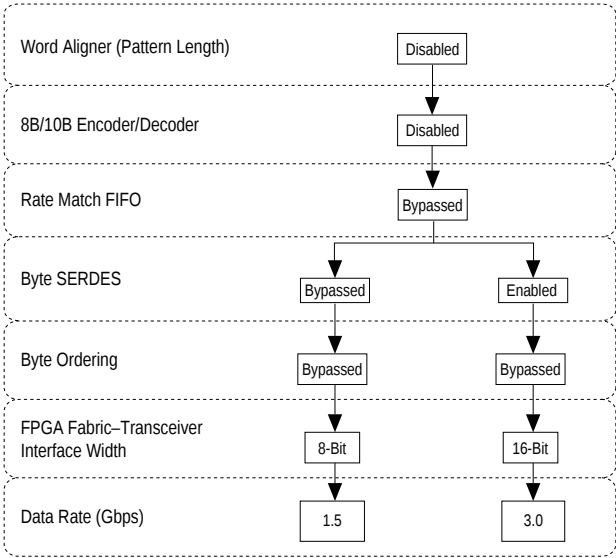 Word Aligner (Pattern Length)
Disabled
8B/10B Encoder/Decoder
Disabled
Rate Match FIFO
Bypassed
Byte SERDES
Bypassed
Enabled
Byte Ordering
Bypassed
Bypassed
FPGA Fabric–Transceiver
Interface Width
8-Bit
16-Bit
Data Rate (Gbps)
1.5
3.0